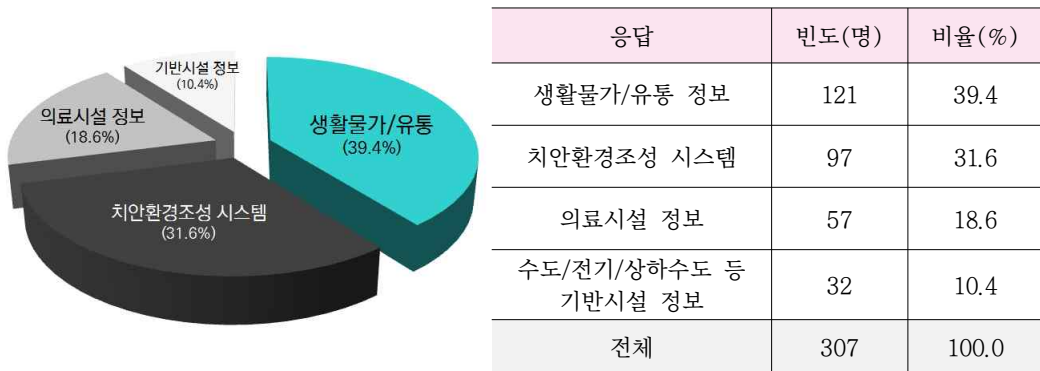 기반시설 정보
(10.4%)
의료시설 정보
(18.6%)
생활물가/유통
(39.4%)
치안환경조성 시스템
(31.6%)
응답 빈도(명) 비율(%)
생활물가/유통 정보 121 39.4
치안환경조성 시스템 97 31.6
의료시설 정보 57 18.6
수도/전기/상하수도 등
기반시설 정보 32 10.4
전체 307 100.0